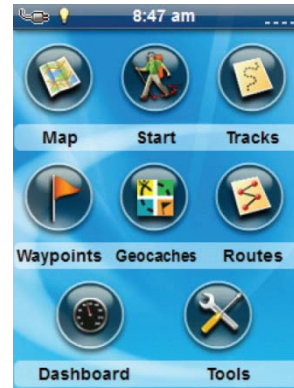 8:47 am
Map Start Tracks
Waypoints Geocaches Routes
Dashboard Tools